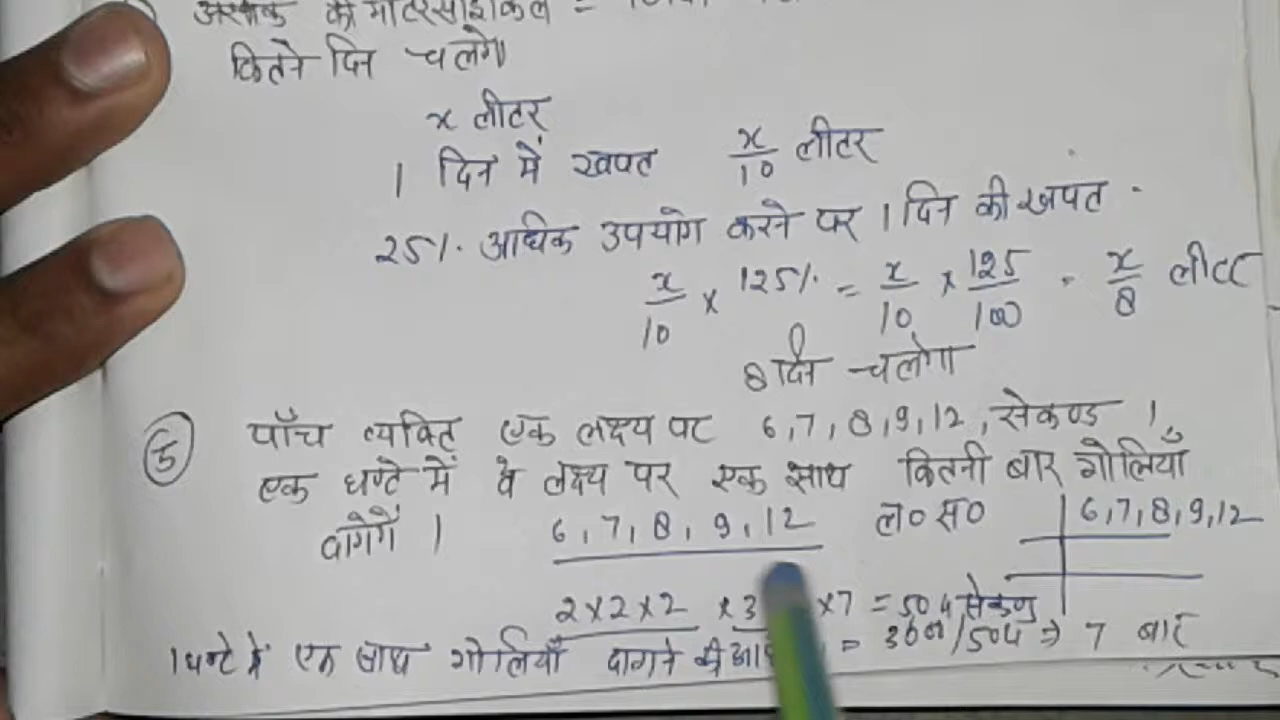 की मोटरसाइकल =
कितने दिन चलेगे
x लीटर
1 दिन में खपत x/10 लीटर
25%. अधिक उपयोग करने पर 1 दिन की खपत
x/10 × 125%. = x/10 × 125/100 = x/8 लीटर
8 दिन चलेगा
5 पाँच व्यक्ति एक लक्ष्य पर 6,7,8,9,12, सेकण्ड ।
एक घण्टे में वे लक्ष्य पर एक साथ कितनी बार गोलियाँ
दागेगें ।
6,7,8,9,12 ल० स० 6,7,8,9,12
2×2×2 ×3 ×7 = 504 सेकण्ड
1 घण्टे में एक साथ गोलियाँ दागने की = 3600/504 ⇒ 7 बार